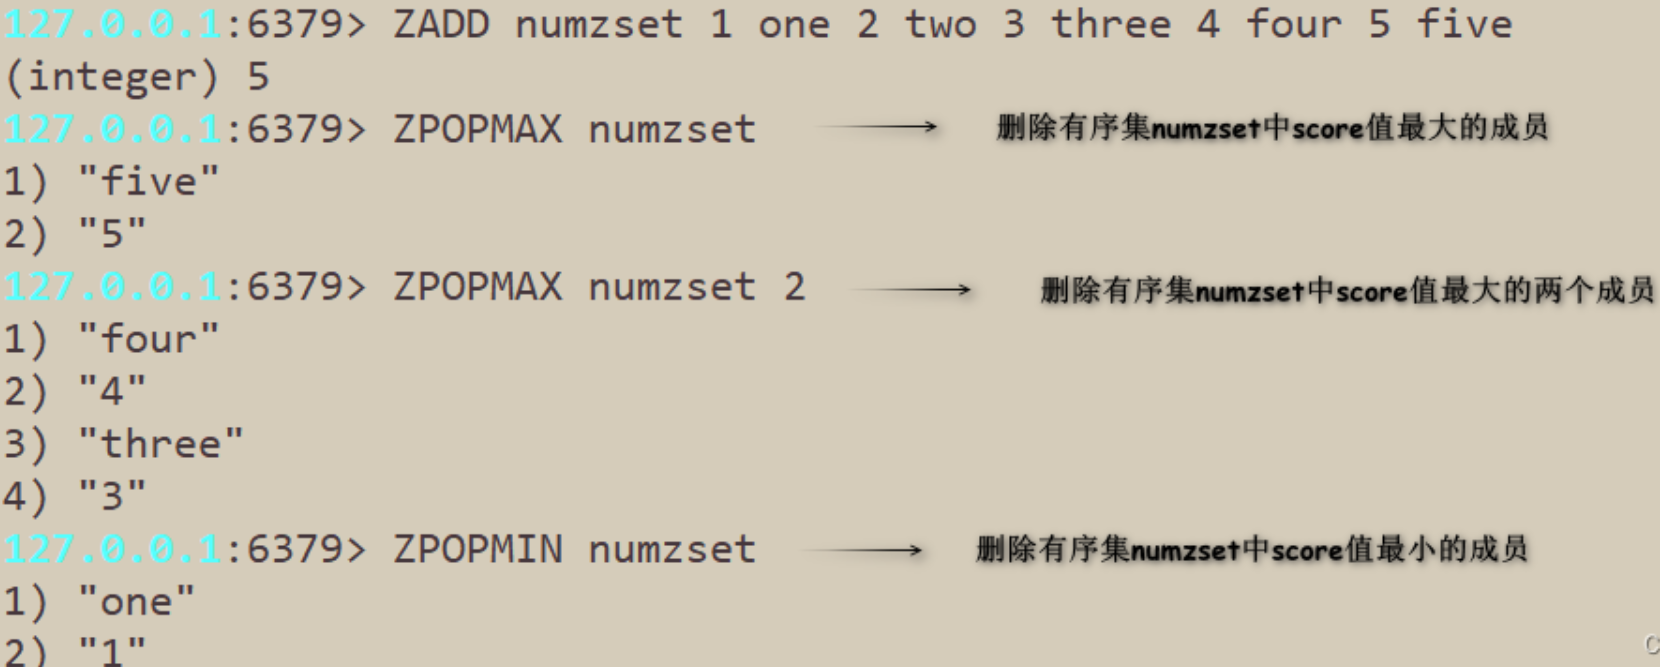 127.0.0.1:6379> ZADD numzset 1 one 2 two 3 three 4 four 5 five
(integer) 5
127.0.0.1:6379> ZPOPMAX numzset 删除有序集numzset中score值最大的成员
1) "five"
2) "5"
127.0.0.1:6379> ZPOPMAX numzset 2 删除有序集numzset中score值最大的两个成员
1) "four"
2) "4"
3) "three"
4) "3"
127.0.0.1:6379> ZPOPMIN numzset 删除有序集numzset中score值最小的成员
1) "one"
2) "1"